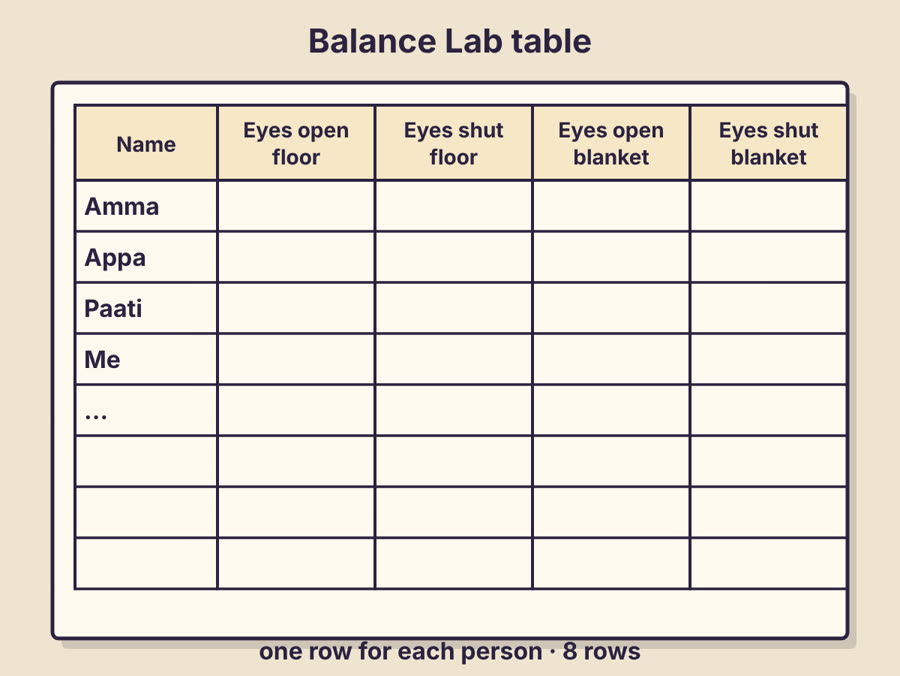 Balance Lab table
Name
Eyes open
floor
Eyes shut
floor
Eyes open
blanket
Eyes shut
blanket
Amma
Appa
Paati
Me
...
one row for each person · 8 rows